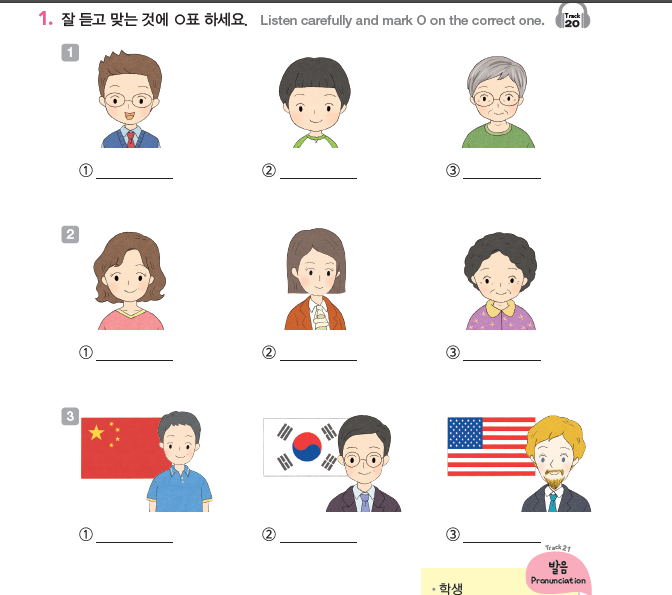 1. 잘 듣고 맞는 것에 O표 하세요. Listen carefully and mark O on the correct one. Track 20
1
① ② ③
2
① ② ③
3
① ② ③
Track 21
발음
Pronunciation
• 학생